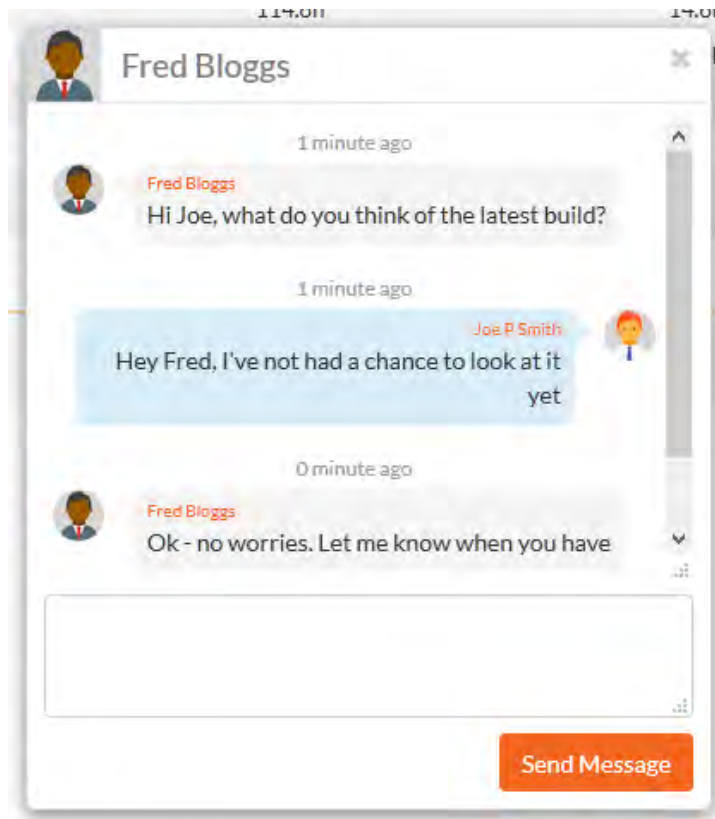 Fred Bloggs
1 minute ago
Fred Bloggs
Hi Joe, what do you think of the latest build?
1 minute ago
Joe P Smith
Hey Fred, I've not had a chance to look at it
yet
0 minute ago
Fred Bloggs
Ok - no worries. Let me know when you have
Send Message